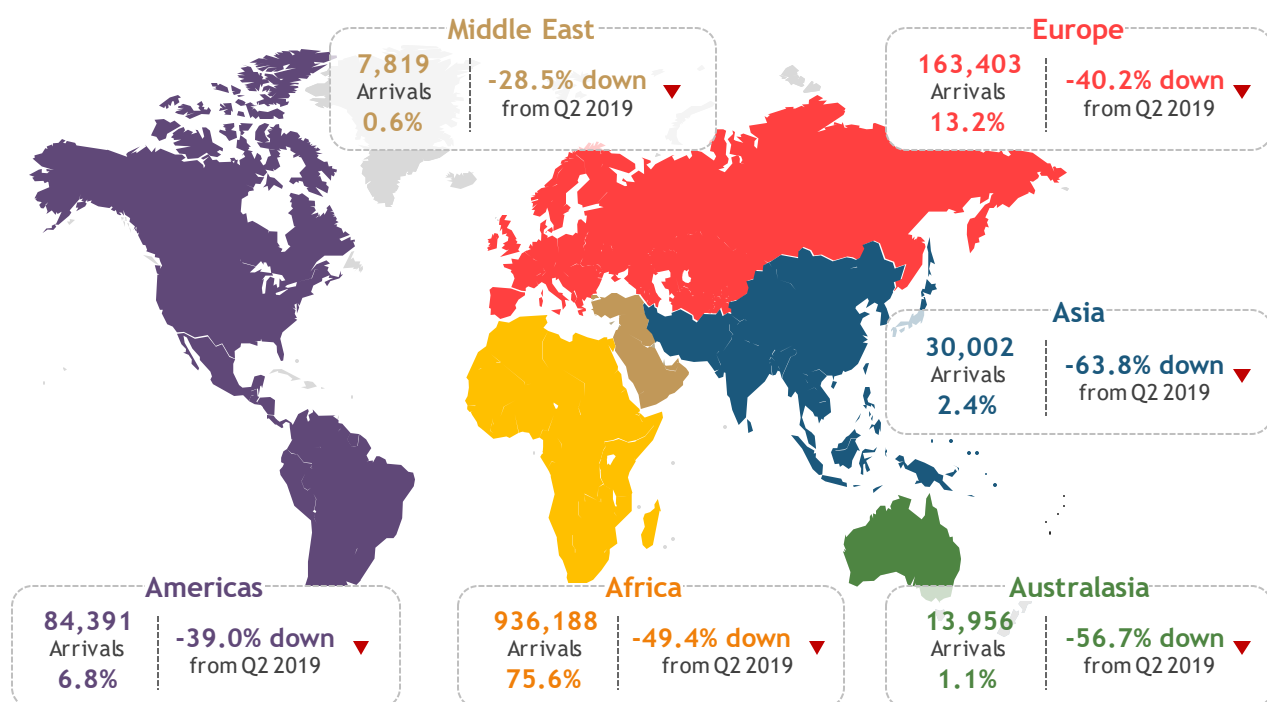 Middle East
7,819
Arrivals
0.6%
-28.5% down
from Q2 2019
Europe
163,403
Arrivals
13.2%
-40.2% down
from Q2 2019
Asia
30,002
Arrivals
2.4%
-63.8% down
from Q2 2019
Americas
84,391
Arrivals
6.8%
-39.0% down
from Q2 2019
Africa
936,188
Arrivals
75.6%
-49.4% down
from Q2 2019
Australasia
13,956
Arrivals
1.1%
-56.7% down
from Q2 2019